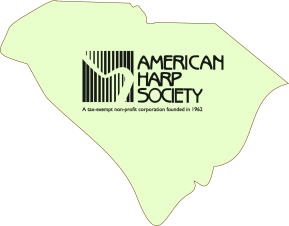 AMERICAN
HARP
SOCIETY
A tax-exempt non-profit corporation founded in 1962